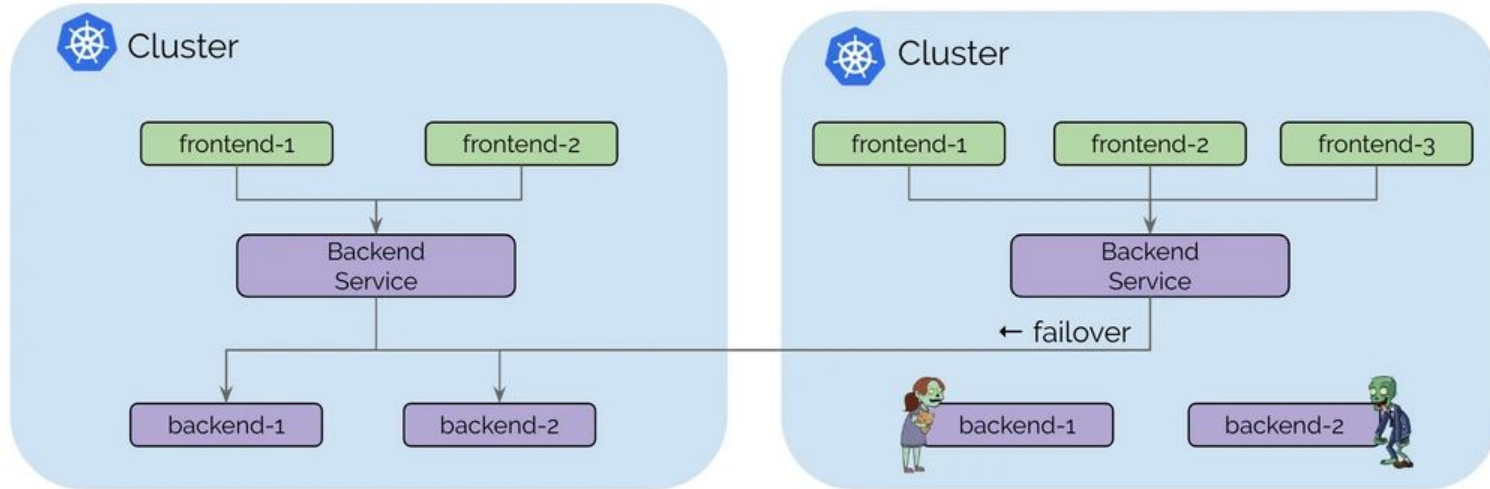 Cluster
frontend-1
frontend-2
Backend
Service
backend-1
backend-2
Cluster
frontend-1
frontend-2
frontend-3
Backend
Service
← failover
backend-1
backend-2